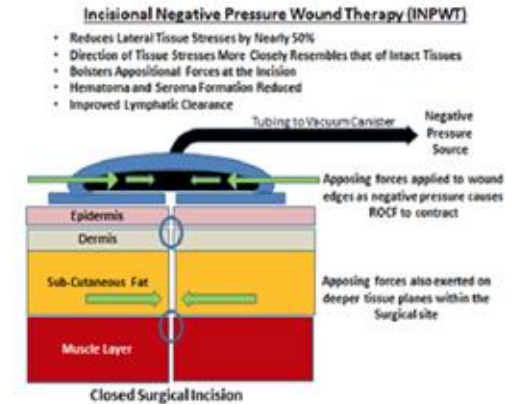 Incisional Negative Pressure Wound Therapy (INPWT)
• Reduces Lateral Tissue Stresses by Nearly 50%
• Direction of Tissue Stresses More Closely Resembles that of Intact Tissues
• Bolsters Appositional Forces at the Incision
• Hematoma and Seroma Formation Reduced
• Improved Lymphatic Clearance
Tubing to Vacuum Canister
Negative
Pressure
Source
Apposing forces applied to wound
edges as negative pressure causes
ROCF to contract
Epidermis
Dermis
Sub-Cutaneous Fat
Apposing forces also exerted on
deeper tissue planes within the
Surgical site
Muscle Layer
Closed Surgical Incision